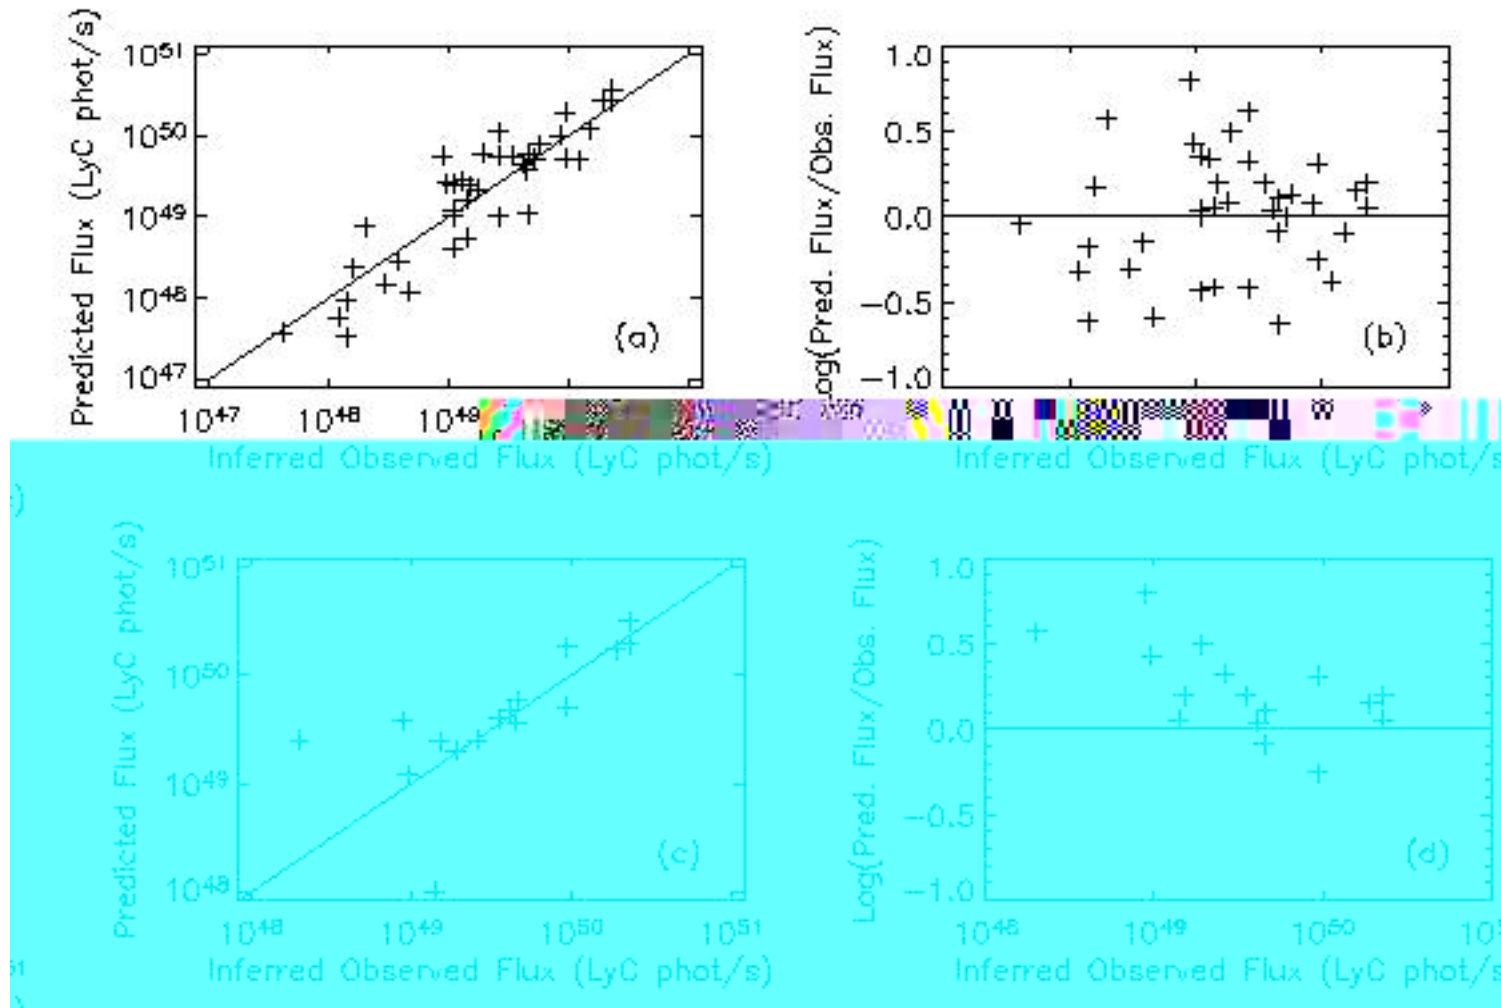 Predicted Flux (LyC phot/s)
10^51
10^50
10^49
10^48
10^47
(a)
10^47 10^48 10^49
Inferred Observed Flux (LyC phot/s)
Log(Pred. Flux/Obs. Flux)
1.0
0.5
0.0
-0.5
-1.0
(b)
Inferred Observed Flux (LyC phot/s
Predicted Flux (LyC phot/s)
10^51
10^50
10^49
10^48
(c)
10^48 10^49 10^50 10^51
Inferred Observed Flux (LyC phot/s)
Log(Pred. Flux/Obs. Flux)
1.0
0.5
0.0
-0.5
-1.0
(d)
10^48 10^49 10^50
Inferred Observed Flux (LyC phot/s